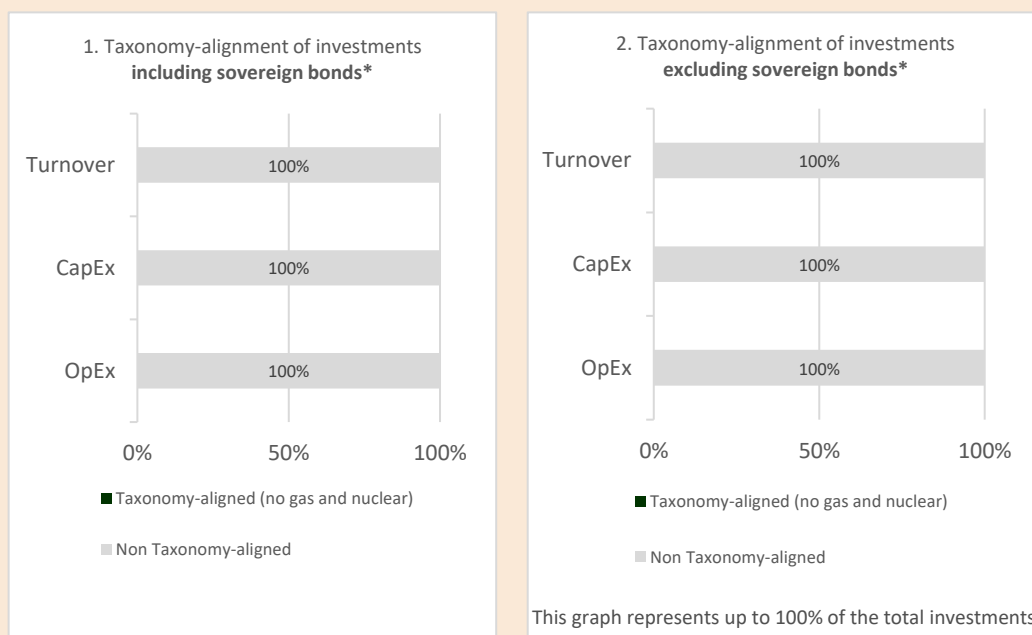 1. Taxonomy-alignment of investments
including sovereign bonds*
Turnover
100%
CapEx
100%
OpEx
100%
0%
50%
100%
Taxonomy-aligned (no gas and nuclear)
Non Taxonomy-aligned
2. Taxonomy-alignment of investments
excluding sovereign bonds*
Turnover
100%
CapEx
100%
OpEx
100%
0%
50%
100%
Taxonomy-aligned (no gas and nuclear)
Non Taxonomy-aligned
This graph represents up to 100% of the total investments